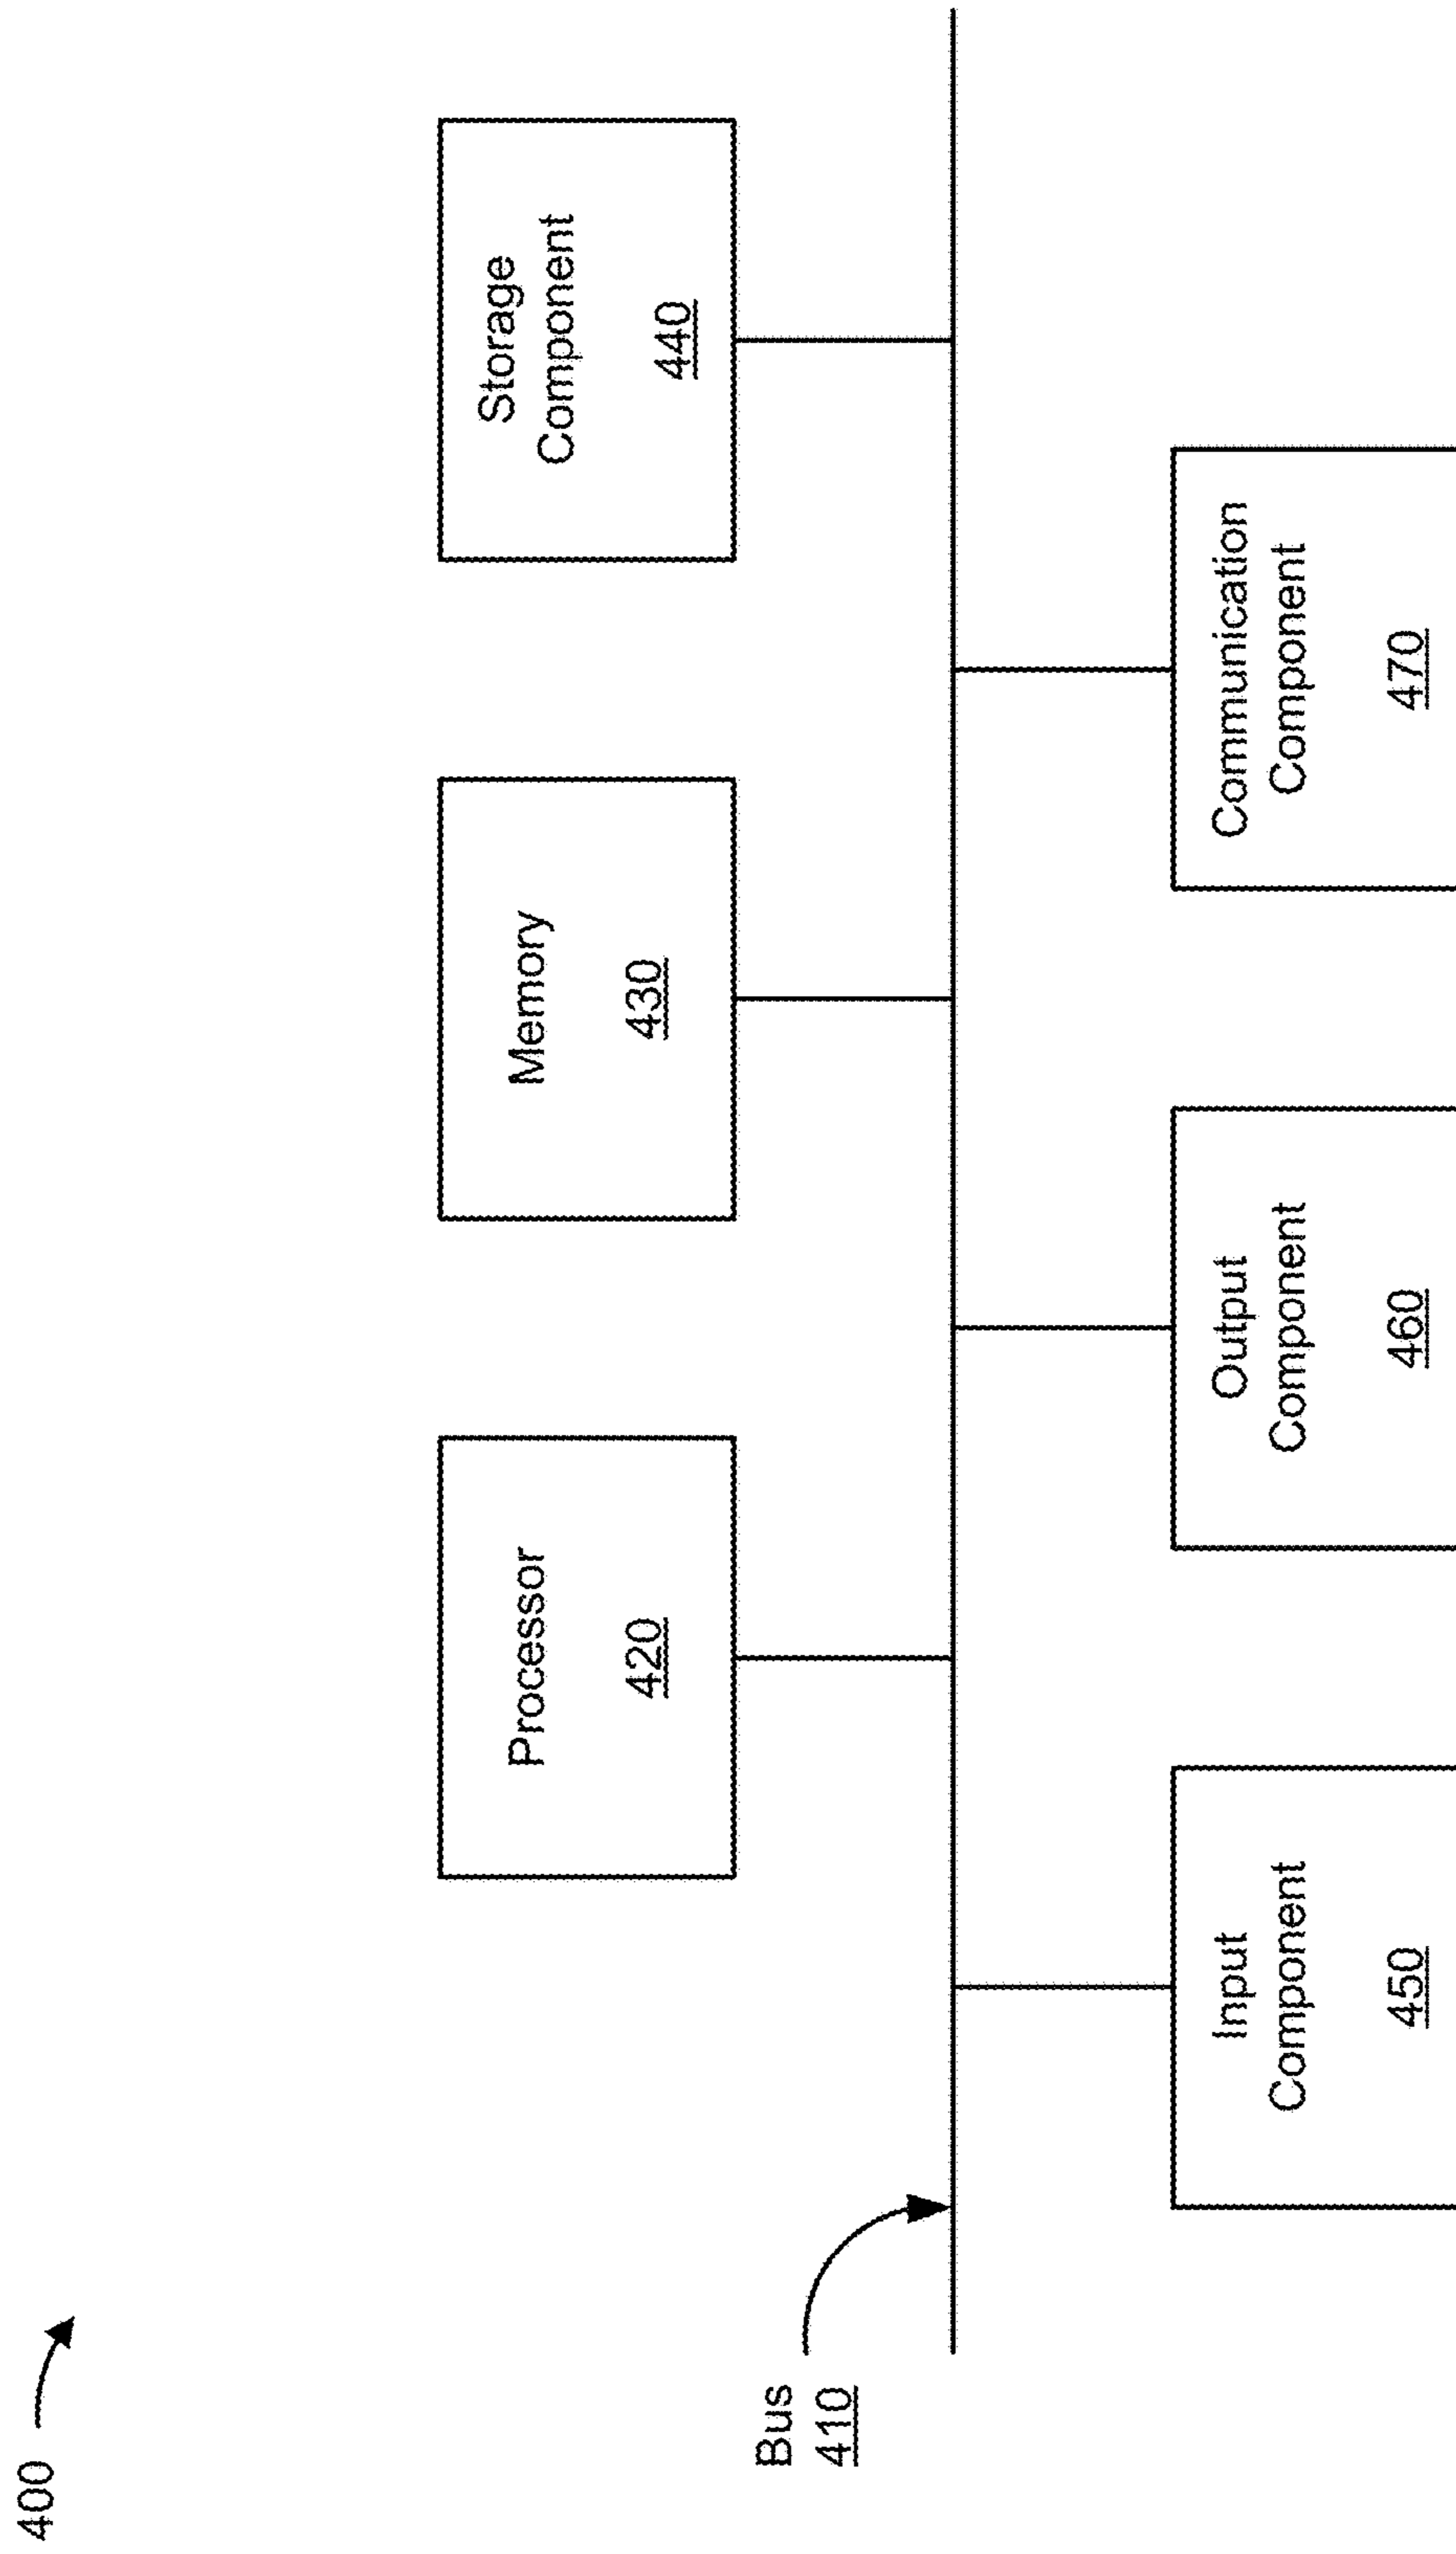 400
Processor
420
Memory
430
Storage
Component
440
Bus
410
Input
Component
450
Output
Component
460
Communication
Component
470